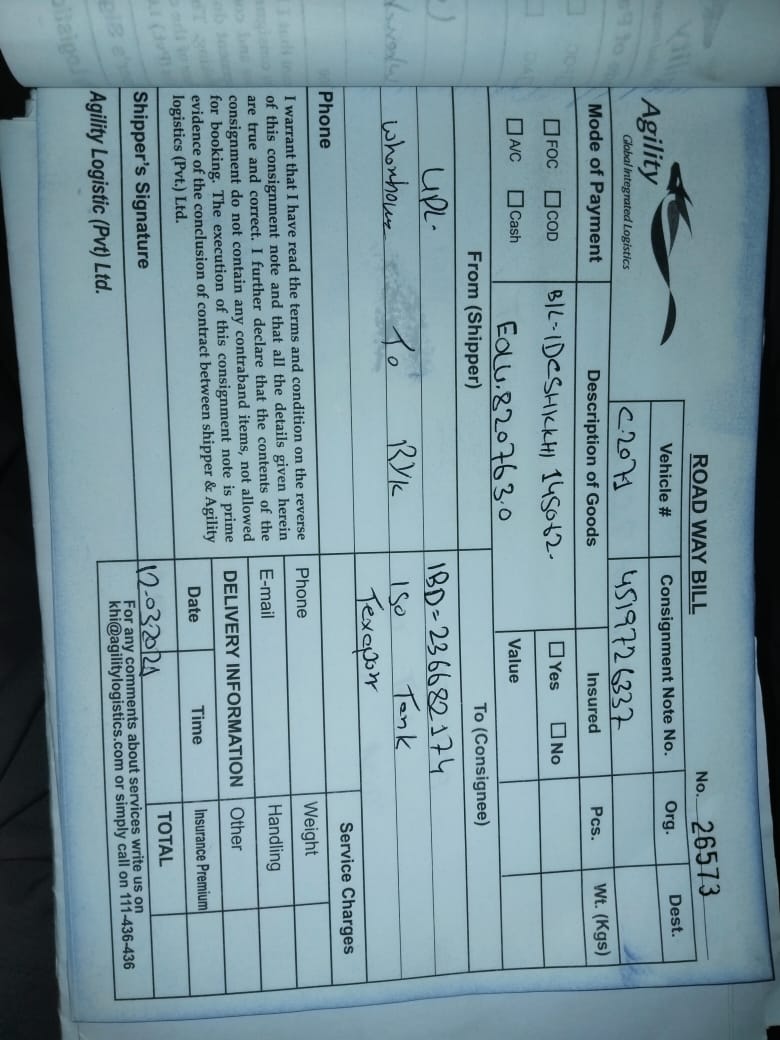 ROAD WAY BILL
No. 26573
Agility
Global Integrated Logistics
Vehicle # Consignment Note No. Org. Dest.
C.2071 4519726337
Mode of Payment Description of Goods Insured Pcs. Wt. (Kgs)
FOC COD B/L-IDCSHKKHI 145062. Yes No
A/C Cash EOLU.820763.0 Value
From (Shipper) To (Consignee)
UPL. IBD=236682174
To RYK ISO Tank
Phone
Service Charges
I warrant that I have read the terms and condition on the reverse
of this consignment note and that all the details given herein
are true and correct. I further declare that the contents of the
consignment do not contain any contraband items, not allowed
for booking. The execution of this consignment note is prime
evidence of the conclusion of contract between shipper & Agility
logistics (Pvt.) Ltd.
Phone Weight
E-mail Handling
DELIVERY INFORMATION Other
Date Time Insurance Premium
12-03-2021 TOTAL
Shipper's Signature
For any comments about services write us on
khi@agilitylogistics.com or simply call on 111-436-436
Agility Logistic (Pvt) Ltd.